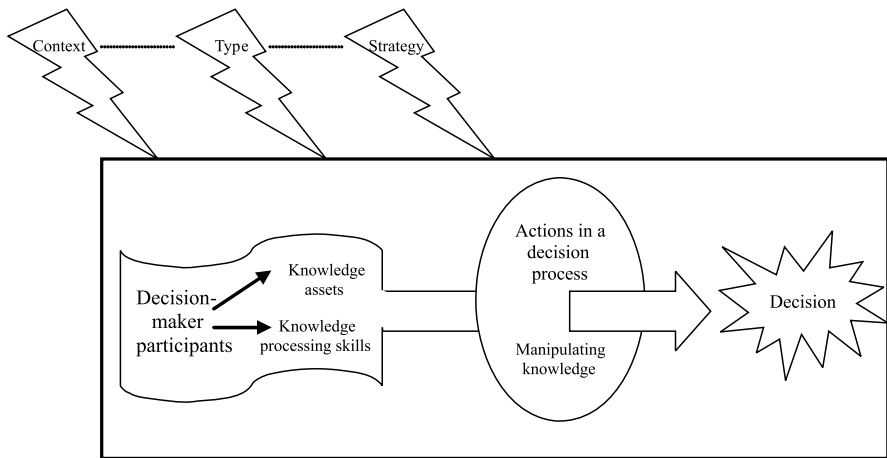 Context
Type
Strategy
Decision-
maker
participants
Knowledge
assets
Knowledge
processing skills
Actions in a
decision
process
Manipulating
knowledge
Decision